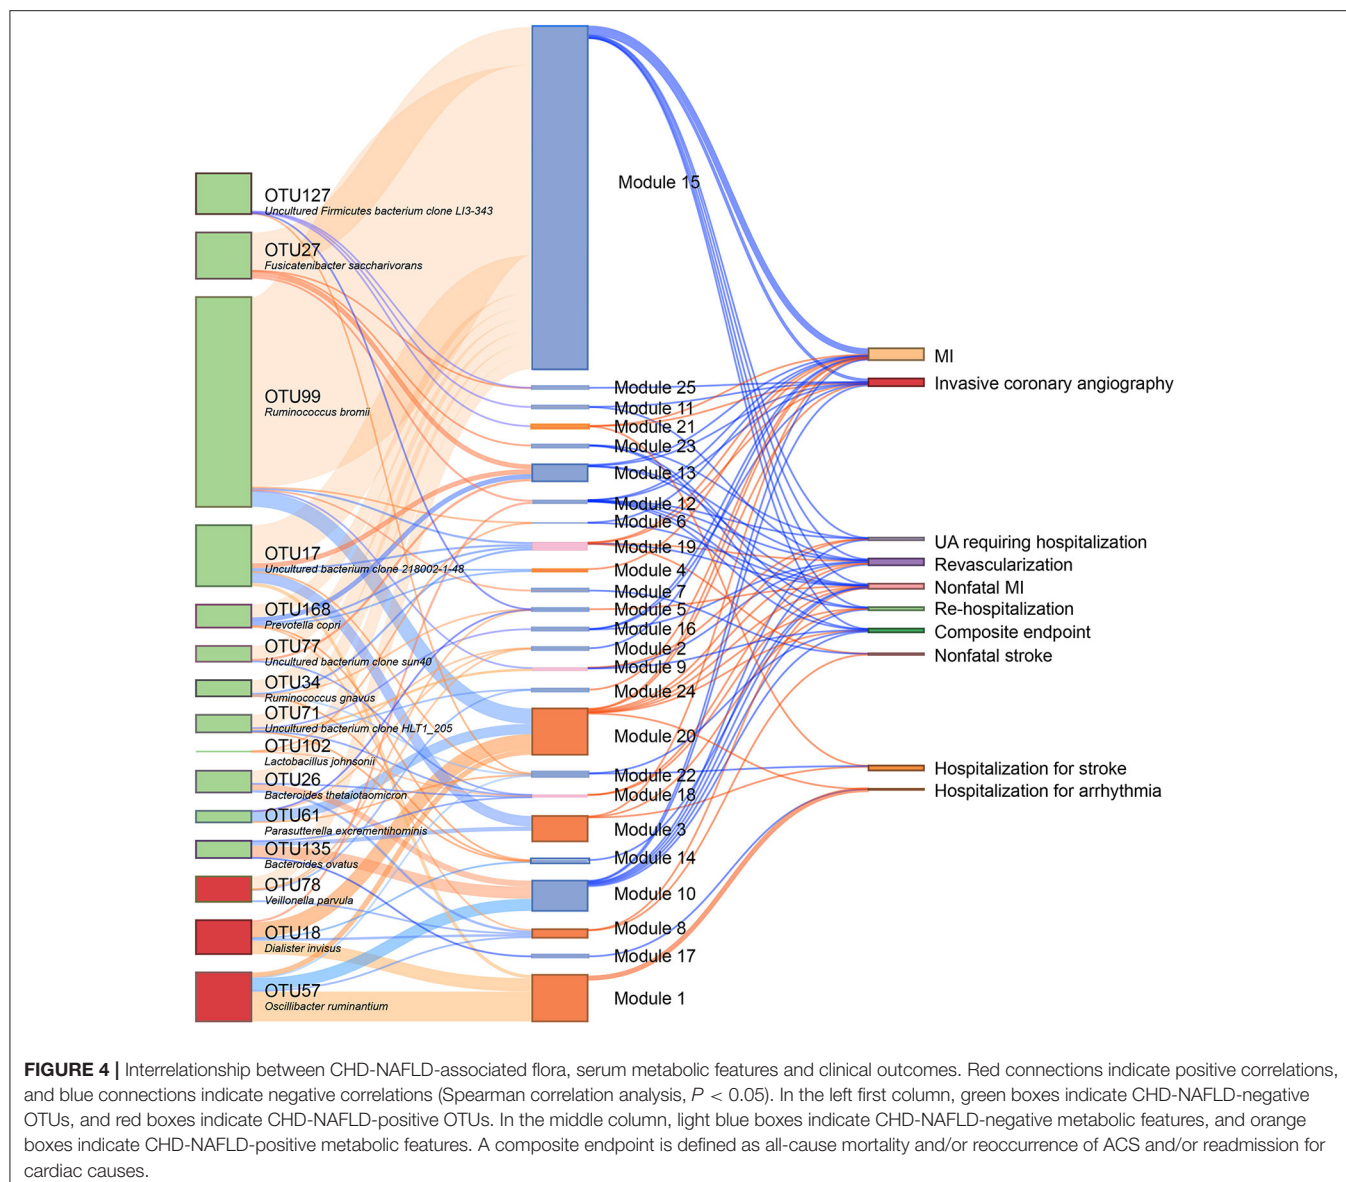 OTU127
Uncultured Firmicutes bacterium clone LI3-343
OTU27
Fusicatenibacter saccharivorans
OTU99
Ruminococcus bromii
OTU17
Uncultured bacterium clone 218002-1-48
OTU168
Prevotella copri
OTU77
Uncultured bacterium clone sun40
OTU34
Ruminococcus gnavus
OTU71
Uncultured bacterium clone HLT1_205
OTU102
Lactobacillus johnsonii
OTU26
Bacteroides thetaiotaomicron
OTU61
Parasutterella excrementihominis
OTU135
Bacteroides ovatus
OTU78
Veillonella parvula
OTU18
Dialister invisus
OTU57
Oscillibacter ruminantium
Module 15
Module 25
Module 11
Module 21
Module 23
Module 13
Module 12
Module 6
Module 19
Module 4
Module 7
Module 5
Module 16
Module 2
Module 9
Module 24
Module 20
Module 22
Module 18
Module 3
Module 14
Module 10
Module 8
Module 17
Module 1
MI
Invasive coronary angiography
UA requiring hospitalization
Revascularization
Nonfatal MI
Re-hospitalization
Composite endpoint
Nonfatal stroke
Hospitalization for stroke
Hospitalization for arrhythmia
FIGURE 4 | Interrelationship between CHD-NAFLD-associated flora, serum metabolic features and clinical outcomes. Red connections indicate positive correlations,
and blue connections indicate negative correlations (Spearman correlation analysis, P < 0.05). In the left first column, green boxes indicate CHD-NAFLD-negative
OTUs, and red boxes indicate CHD-NAFLD-positive OTUs. In the middle column, light blue boxes indicate CHD-NAFLD-negative metabolic features, and orange
boxes indicate CHD-NAFLD-positive metabolic features. A composite endpoint is defined as all-cause mortality and/or reoccurrence of ACS and/or readmission for
cardiac causes.